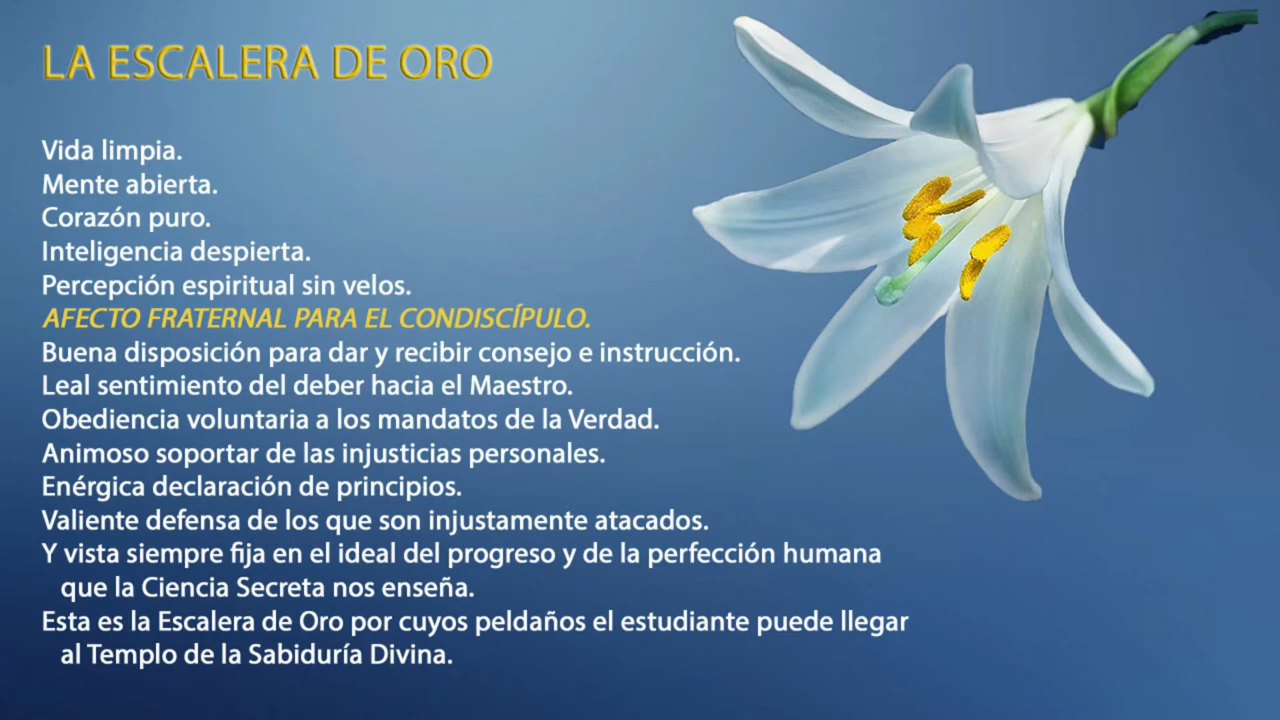 LA ESCALERA DE ORO
Vida limpia.
Mente abierta.
Corazón puro.
Inteligencia despierta.
Percepción espiritual sin velos.
AFECTO FRATERNAL PARA EL CONDISCÍPULO.
Buena disposición para dar y recibir consejo e instrucción.
Leal sentimiento del deber hacia el Maestro.
Obediencia voluntaria a los mandatos de la Verdad.
Animoso soportar de las injusticias personales.
Enérgica declaración de principios.
Valiente defensa de los que son injustamente atacados.
Y vista siempre fija en el ideal del progreso y de la perfección humana
que la Ciencia Secreta nos enseña.
Esta es la Escalera de Oro por cuyos peldaños el estudiante puede llegar
al Templo de la Sabiduría Divina.